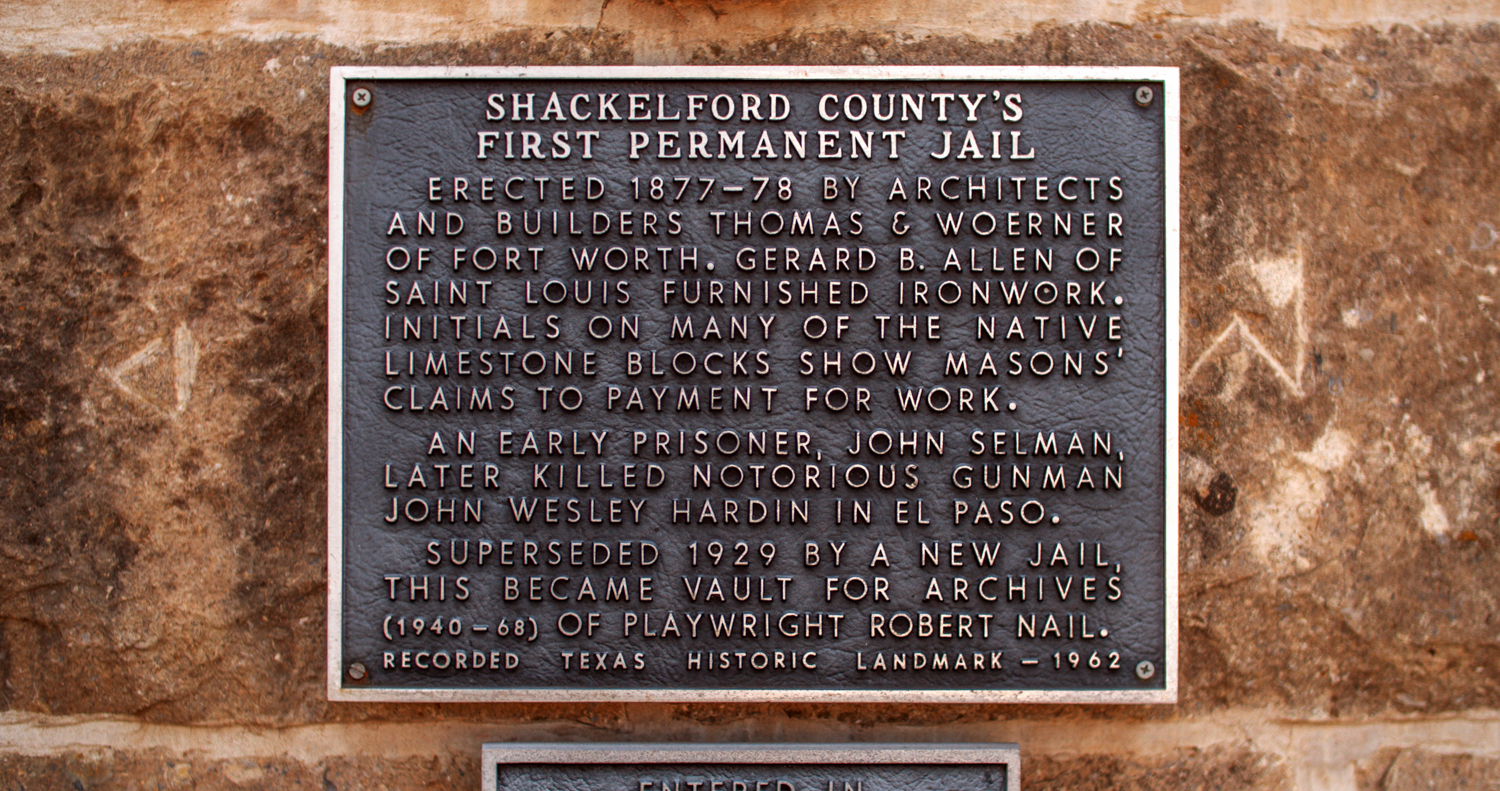 SHACKELFORD COUNTY'S
FIRST PERMANENT JAIL
ERECTED 1877-78 BY ARCHITECTS
AND BUILDERS THOMAS & WOERNER
OF FORT WORTH. GERARD B. ALLEN OF
SAINT LOUIS FURNISHED IRONWORK.
INITIALS ON MANY OF THE NATIVE
LIMESTONE BLOCKS SHOW MASONS'
CLAIMS TO PAYMENT FOR WORK.
AN EARLY PRISONER, JOHN SELMAN,
LATER KILLED NOTORIOUS GUNMAN
JOHN WESLEY HARDIN IN EL PASO.
SUPERSEDED 1929 BY A NEW JAIL,
THIS BECAME VAULT FOR ARCHIVES
(1940-68) OF PLAYWRIGHT ROBERT NAIL.
RECORDED TEXAS HISTORIC LANDMARK - 1962
ENTERED IN